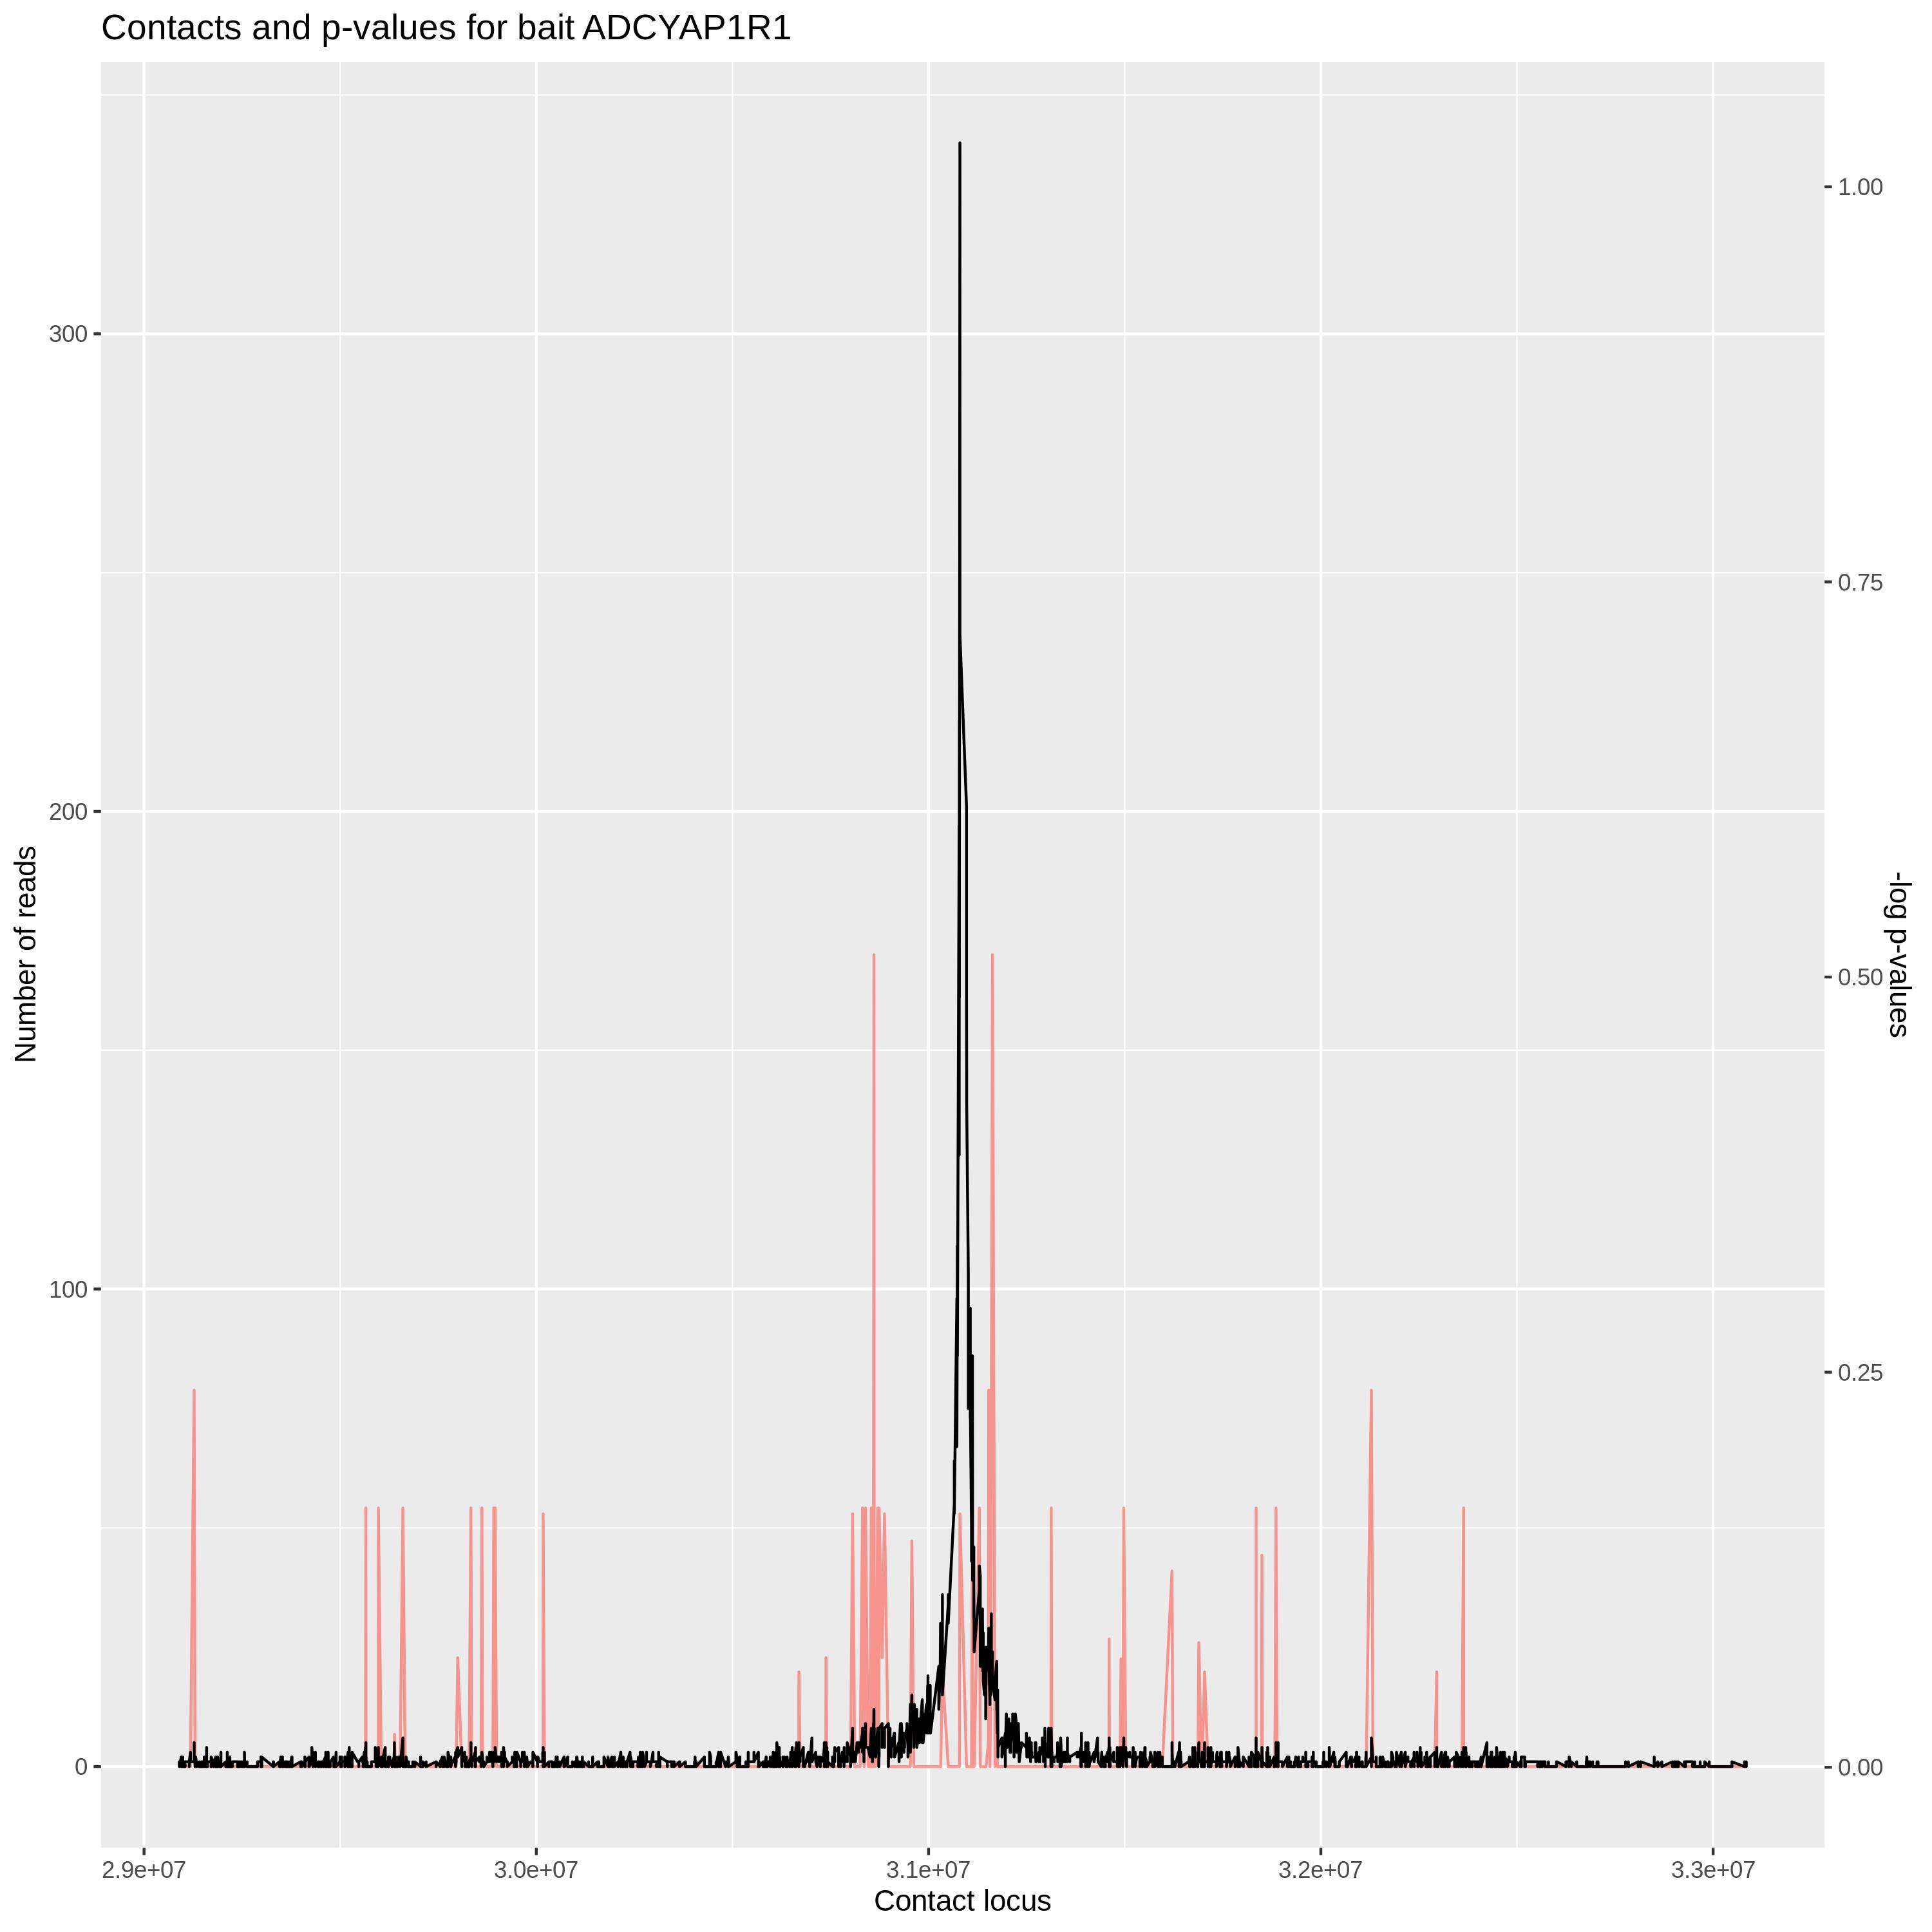 Contacts and p-values for bait ADCYAP1R1
300
200
100
0
Number of reads
1.00
0.75
0.50
0.25
0.00
-log p-values
2.9e+07
3.0e+07
3.1e+07
3.2e+07
3.3e+07
Contact locus